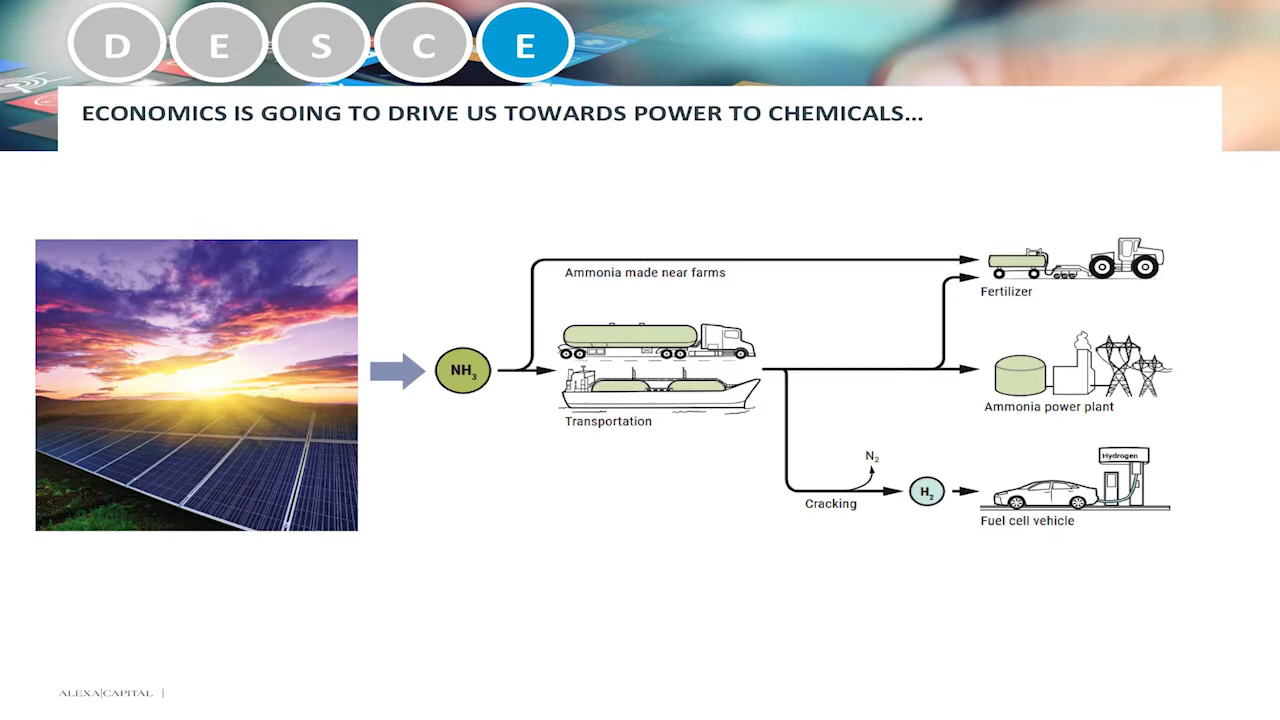 D E S C E
ECONOMICS IS GOING TO DRIVE US TOWARDS POWER TO CHEMICALS...
Ammonia made near farms
Fertilizer
NH₃
Transportation
Ammonia power plant
N₂
Hydrogen
H₂
Cracking
Fuel cell vehicle
ALEXA|CAPITAL |